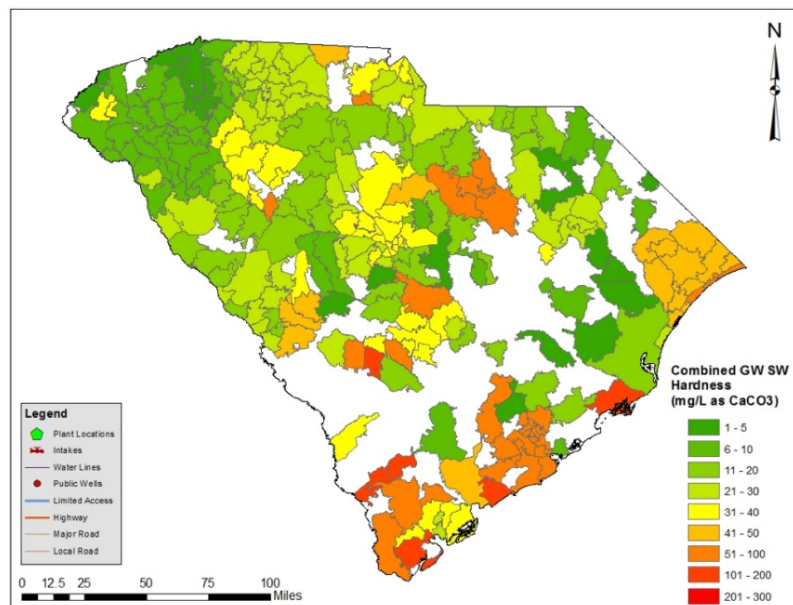 N
Legend
Plant Locations
Intakes
Water Lines
Public Wells
Limited Access
Highway
Major Road
Local Road
0 12.5 25 50 75 100
Miles
Combined GW SW
Hardness
(mg/L as CaCO3)
1 - 5
6 - 10
11 - 20
21 - 30
31 - 40
41 - 50
51 - 100
101 - 200
201 - 300